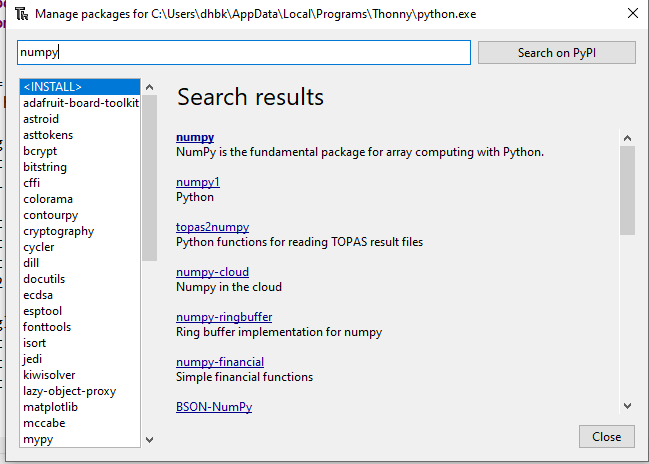 Manage packages for C:\Users\dhbk\AppData\Local\Programs\Thonny\python.exe
numpy
Search on PyPI
<INSTALL>
adafruit-board-toolkit
astroid
asttokens
bcrypt
bitstring
cffi
colorama
contourpy
cryptography
cycler
dill
docutils
ecdsa
esptool
fonttools
isort
jedi
kiwisolver
lazy-object-proxy
matplotlib
mccabe
mypy
Search results
numpy
NumPy is the fundamental package for array computing with Python.
numpy1
Python
topas2numpy
Python functions for reading TOPAS result files
numpy-cloud
Numpy in the cloud
numpy-ringbuffer
Ring buffer implementation for numpy
numpy-financial
Simple financial functions
BSON-NumPy
Close